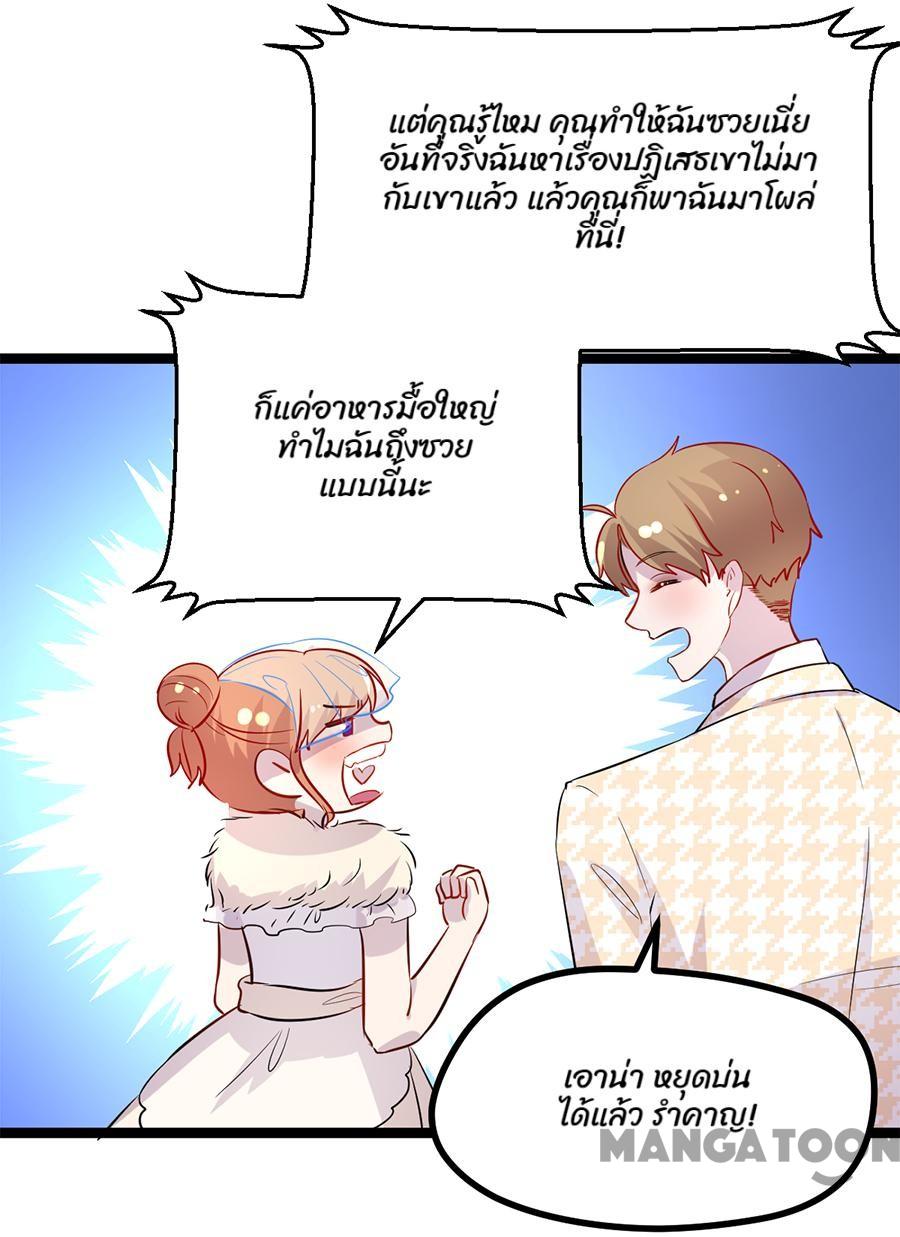 แต่คุณรู้ไหม คุณทำให้ฉันซวยเนี่ย
อันที่จริงฉันหาเรื่องปฏิเสธเขาไม่มา
กับเขาแล้ว แล้วคุณก็พาฉันมาโผล่
ที่นี่!
ก็แค่อาหารมื้อใหญ่
ทำไมฉันถึงซวย
แบบนี้นะ
เอาน่า หยุดบ่น
ได้แล้ว รำคาญ!
MANGATOON